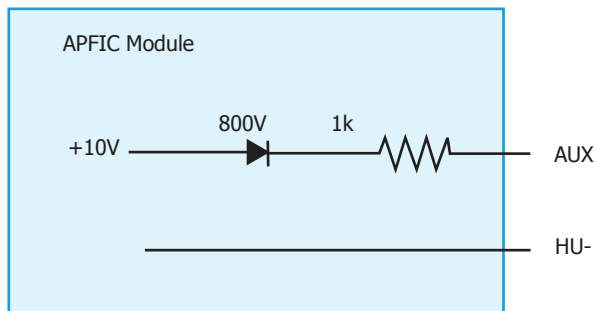 APFIC Module
800V
1k
+10V
AUX
HU-